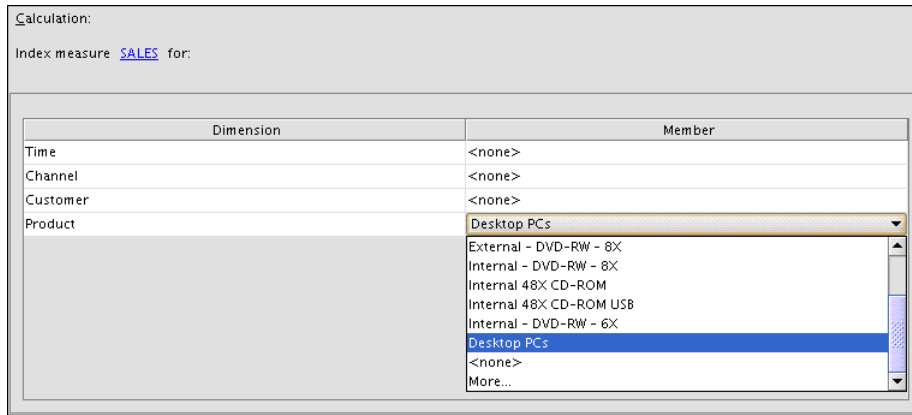 Calculation:
Index measure SALES for:
Dimension Member
Time <none>
Channel <none>
Customer <none>
Product Desktop PCs
External - DVD-RW - 8X
Internal - DVD-RW - 8X
Internal 48X CD-ROM
Internal 48X CD-ROM USB
Internal - DVD-RW - 6X
Desktop PCs
<none>
More...